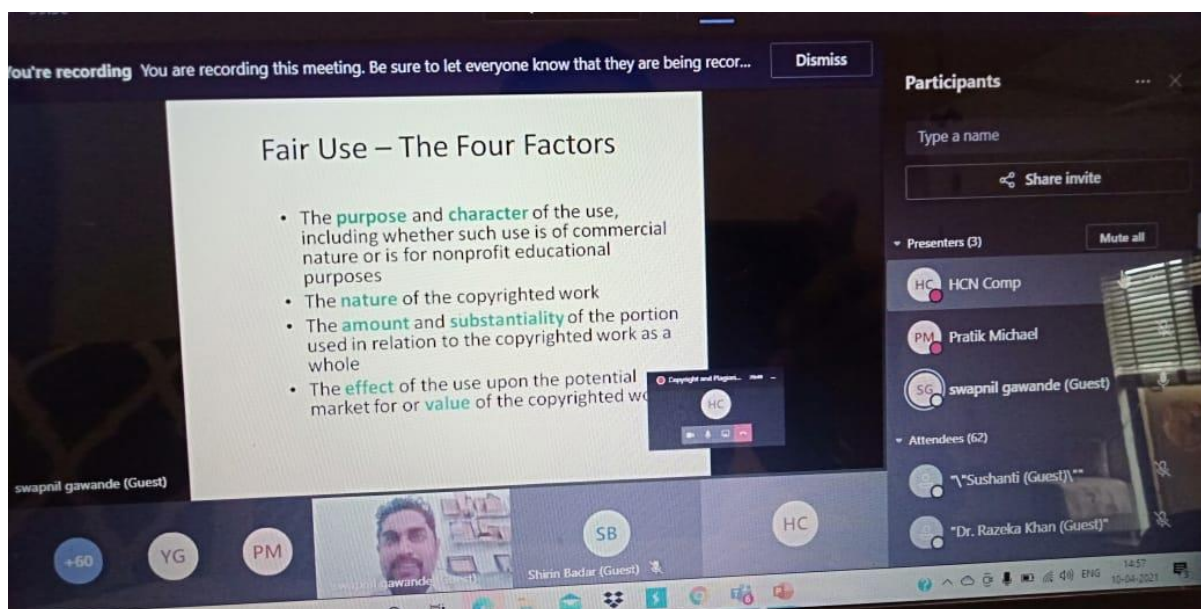 You're recording You are recording this meeting. Be sure to let everyone know that they are being recor...
Dismiss
Fair Use – The Four Factors
• The purpose and character of the use,
including whether such use is of commercial
nature or is for nonprofit educational
purposes
• The nature of the copyrighted work
• The amount and substantiality of the portion
used in relation to the copyrighted work as a
whole
• The effect of the use upon the potential
market for or value of the copyrighted wo
Copyright and Plagiari...
HC
swapnil gawande (Guest)
+60
YG
PM
gawande
SB
Shirin Badar (Guest)
HC
Participants
Type a name
Share invite
Presenters (3)
Mute all
HC HCN Comp
PM Pratik Michael
SG swapnil gawande (Guest)
Attendees (62)
"\"Sushanti (Guest)\""
"Dr. Razeka Khan (Guest)"
ENG
14:57
10-04-2021